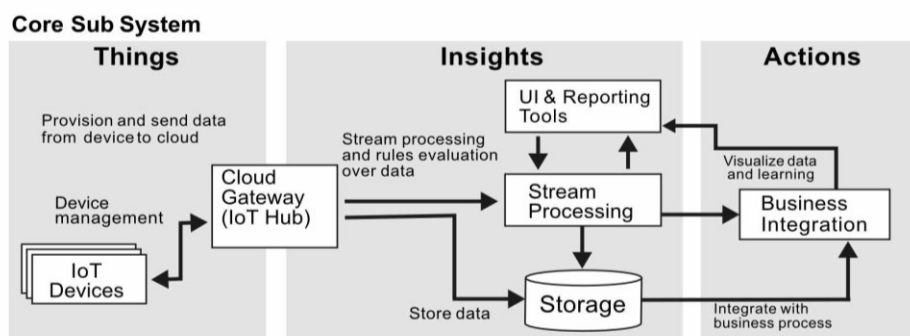 Core Sub System
Things
Insights
Actions
Provision and send data
from device to cloud
Device
management
IoT
Devices
Cloud
Gateway
(IoT Hub)
Stream processing
and rules evaluation
over data
Store data
UI & Reporting
Tools
Stream
Processing
Storage
Visualize data
and learning
Business
Integration
Integrate with
business process